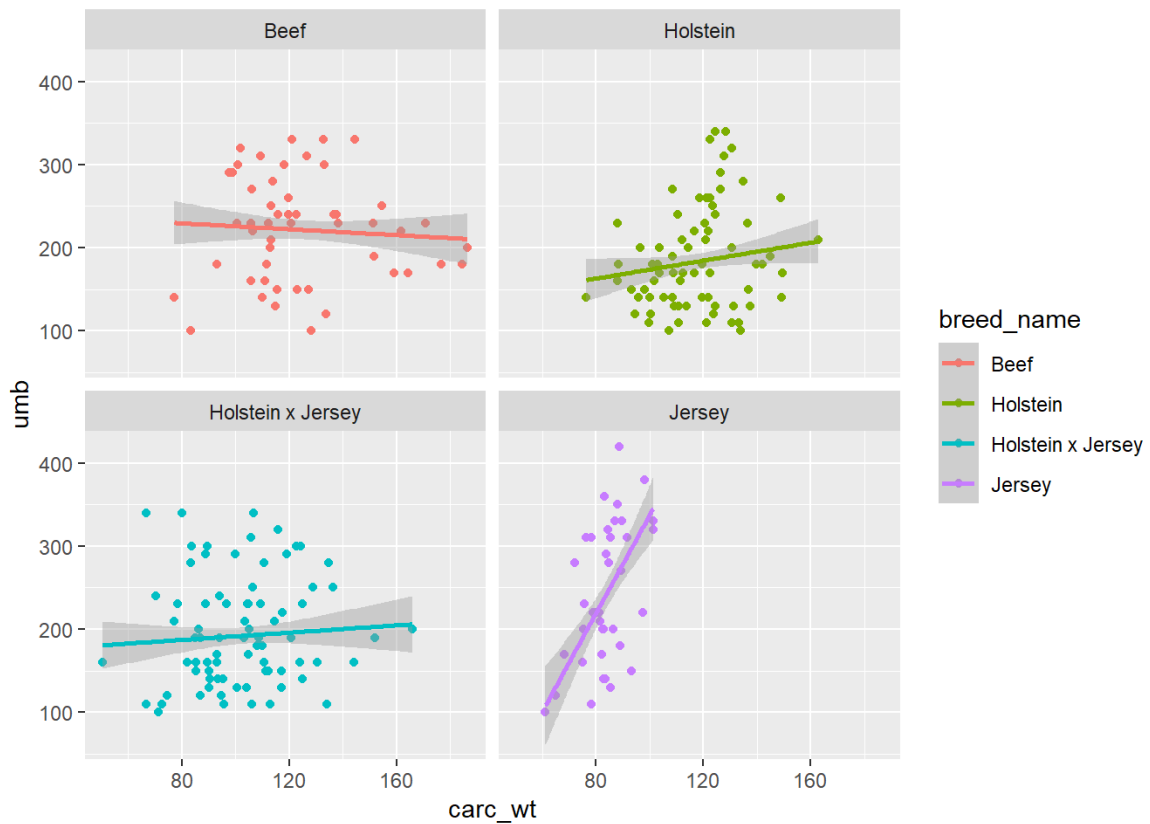 Beef
Holstein
400
300
200
100
Holstein x Jersey
Jersey
400
300
200
100
80
120
160
80
120
160
carc_wt
umb
breed_name
Beef
Holstein
Holstein x Jersey
Jersey